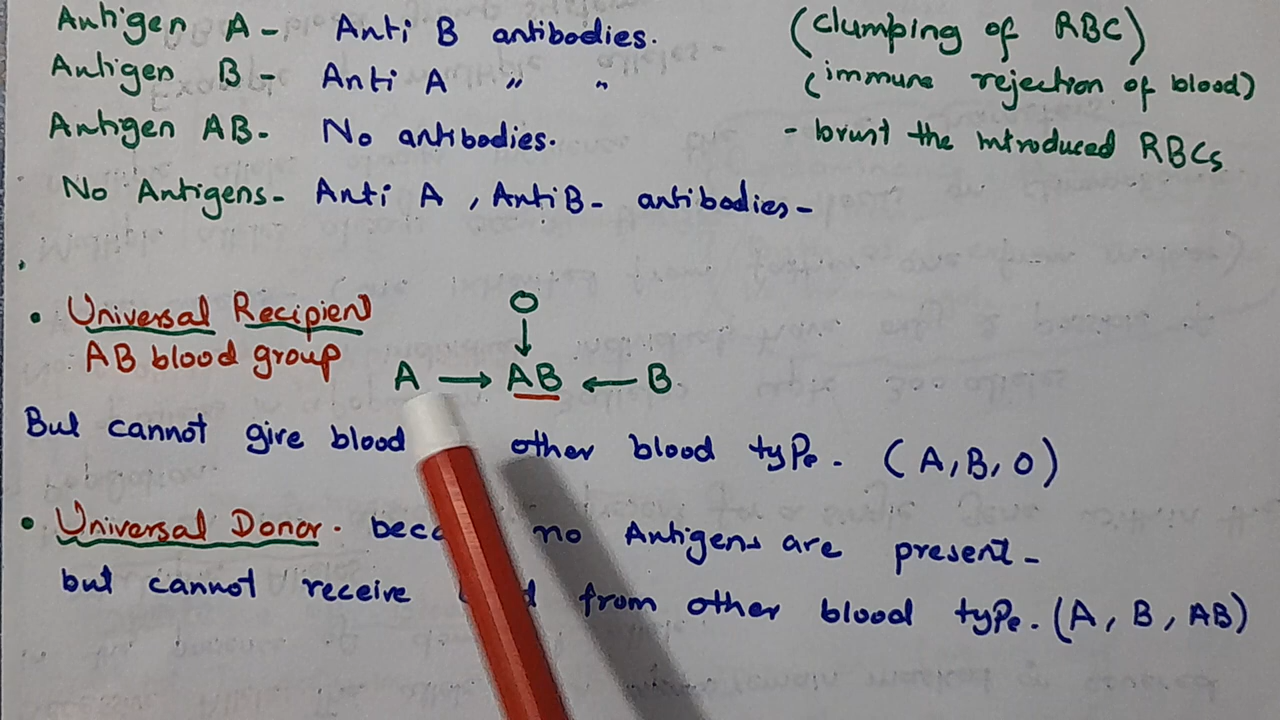 Antigen A - Anti B antibodies. (Clumping of RBC)
Antigen B - Anti A 〃 〃 (immune rejection of blood)
Antigen AB - No antibodies. - brust the introduced RBCs
No Antigens - Anti A , Anti B - antibodies -
• Universal Recipient
O
AB blood group
A → AB ← B
But cannot give blood other blood type. (A, B, O)
• Universal Donor. no Antigens are present -
but cannot receive from other blood type. (A, B, AB)